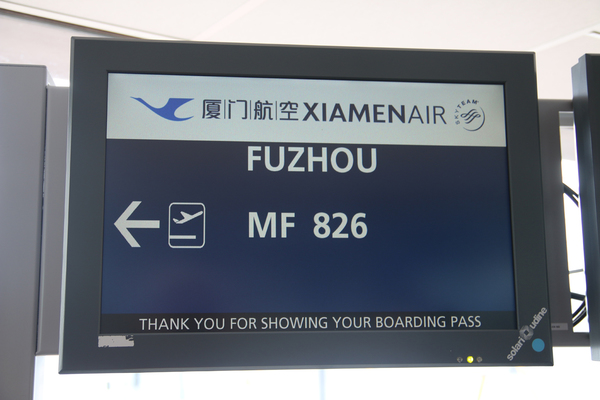 厦门航空 XIAMENAIR SKYTEAM
FUZHOU
MF 826
THANK YOU FOR SHOWING YOUR BOARDING PASS
solari udine